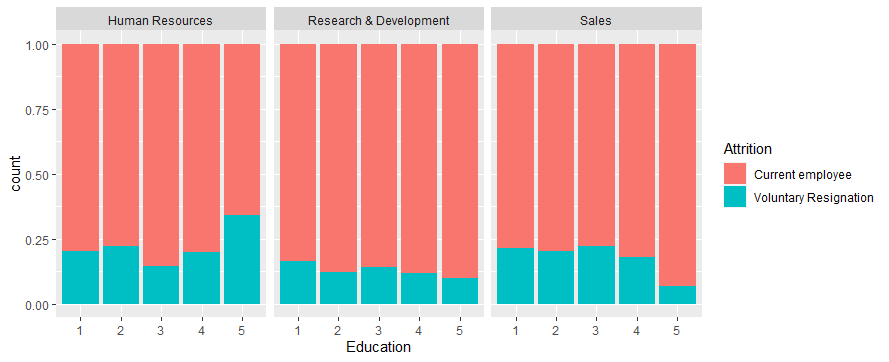 Human Resources
Research & Development
Sales
count
1.00
0.75
0.50
0.25
0.00
1 2 3 4 5
1 2 3 4 5
1 2 3 4 5
Education
Attrition
Current employee
Voluntary Resignation